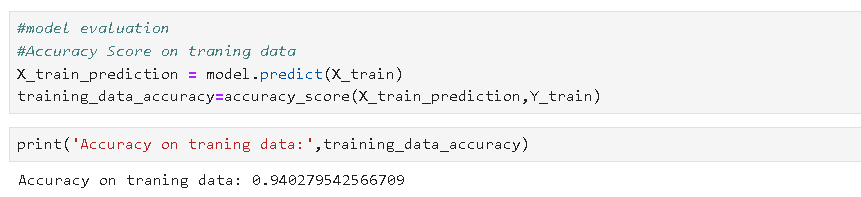 #model evaluation
#Accuracy Score on traning data
X_train_prediction = model.predict(X_train)
training_data_accuracy=accuracy_score(X_train_prediction,Y_train)
print('Accuracy on traning data:',training_data_accuracy)
Accuracy on traning data: 0.940279542566709